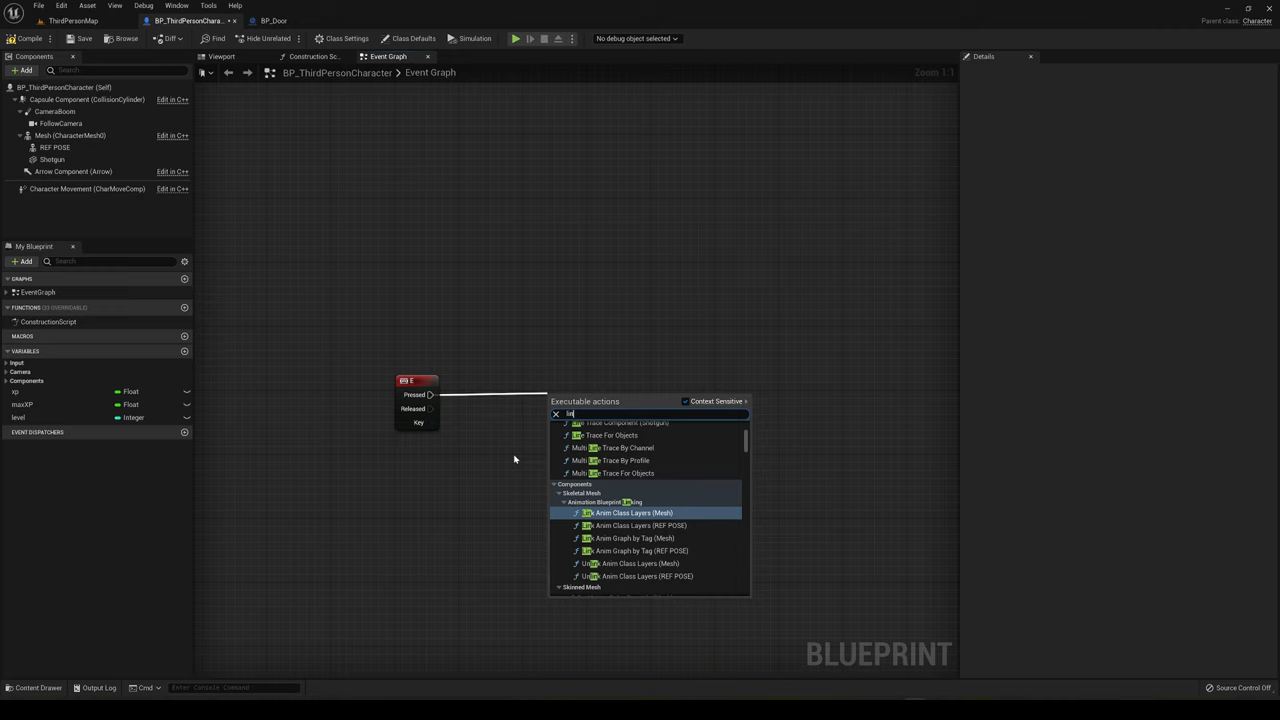 File Edit Asset View Debug Window Tools Help
ThirdPersonMap BP_ThirdPersonChara... BP_Door Parent class: Character
Compile Save Browse Diff Find Hide Unrelated Class Settings Class Defaults Simulation No debug object selected
Components Viewport Construction Sc... Event Graph Details
Add Search BP_ThirdPersonCharacter > Event Graph Zoom 1:1
BP_ThirdPersonCharacter (Self)
Capsule Component (CollisionCylinder) Edit in C++
CameraBoom Edit in C++
FollowCamera Edit in C++
Mesh (CharacterMesh0) Edit in C++
REF POSE
Shotgun
Arrow Component (Arrow) Edit in C++
Character Movement (CharMoveComp) Edit in C++
My Blueprint
Add Search
GRAPHS
EventGraph
FUNCTIONS (33 OVERRIDABLE)
ConstructionScript
MACROS
VARIABLES
Input
Camera
Components
xp Float
maxXP Float
level Integer
EVENT DISPATCHERS
E
Pressed
Released
Key
Executable actions Context Sensitive
lin
Line Trace Component (Shotgun)
Line Trace For Objects
Multi Line Trace By Channel
Multi Line Trace By Profile
Multi Line Trace For Objects
Components
Skeletal Mesh
Animation Blueprint Linking
Link Anim Class Layers (Mesh)
Link Anim Class Layers (REF POSE)
Link Anim Graph by Tag (Mesh)
Link Anim Graph by Tag (REF POSE)
Unlink Anim Class Layers (Mesh)
Unlink Anim Class Layers (REF POSE)
Skinned Mesh
BLUEPRINT
Content Drawer Output Log Cmd Enter Console Command Source Control Off